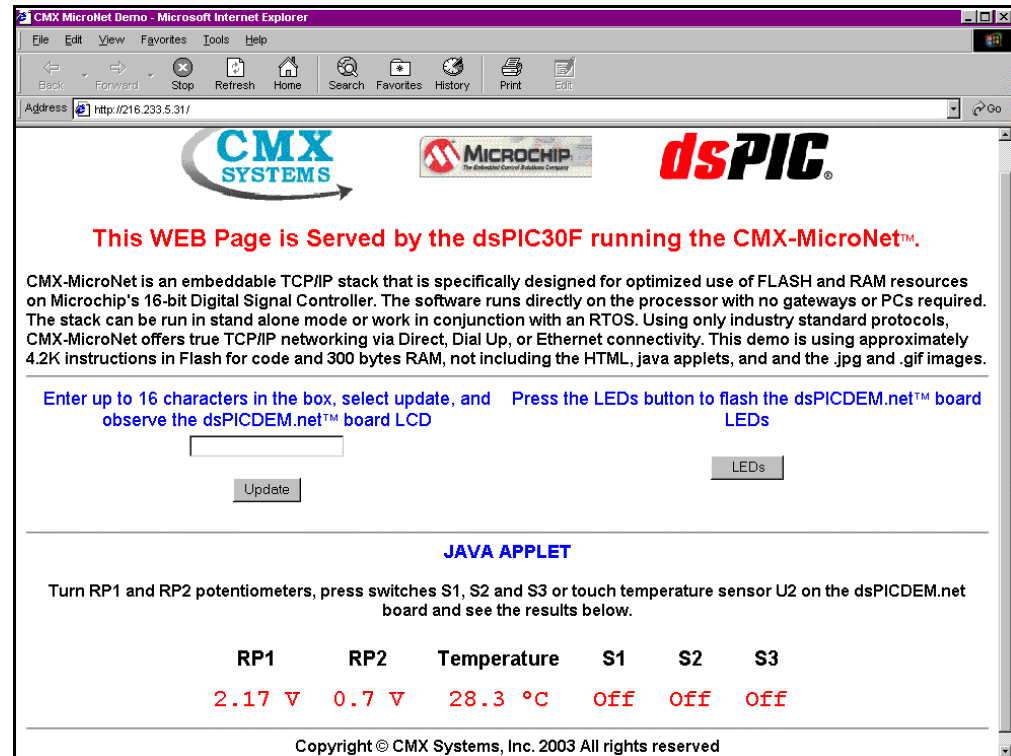 CMX MicroNet Demo - Microsoft Internet Explorer
File Edit View Favorites Tools Help
Back Forward Stop Refresh Home Search Favorites History Print Edit
Address http://216.233.5.31/ Go
CMX SYSTEMS
MICROCHIP
The Embedded Control Solutions Company
dsPIC®
This WEB Page is Served by the dsPIC30F running the CMX-MicroNet™.
CMX-MicroNet is an embeddable TCP/IP stack that is specifically designed for optimized use of FLASH and RAM resources
on Microchip's 16-bit Digital Signal Controller. The software runs directly on the processor with no gateways or PCs required.
The stack can be run in stand alone mode or work in conjunction with an RTOS. Using only industry standard protocols,
CMX-MicroNet offers true TCP/IP networking via Direct, Dial Up, or Ethernet connectivity. This demo is using approximately
4.2K instructions in Flash for code and 300 bytes RAM, not including the HTML, java applets, and and the .jpg and .gif images.
Enter up to 16 characters in the box, select update, and
observe the dsPICDEM.net™ board LCD
Update
Press the LEDs button to flash the dsPICDEM.net™ board
LEDs
LEDs
JAVA APPLET
Turn RP1 and RP2 potentiometers, press switches S1, S2 and S3 or touch temperature sensor U2 on the dsPICDEM.net
board and see the results below.
RP1 RP2 Temperature S1 S2 S3
2.17 V 0.7 V 28.3 °C Off Off Off
Copyright © CMX Systems, Inc. 2003 All rights reserved